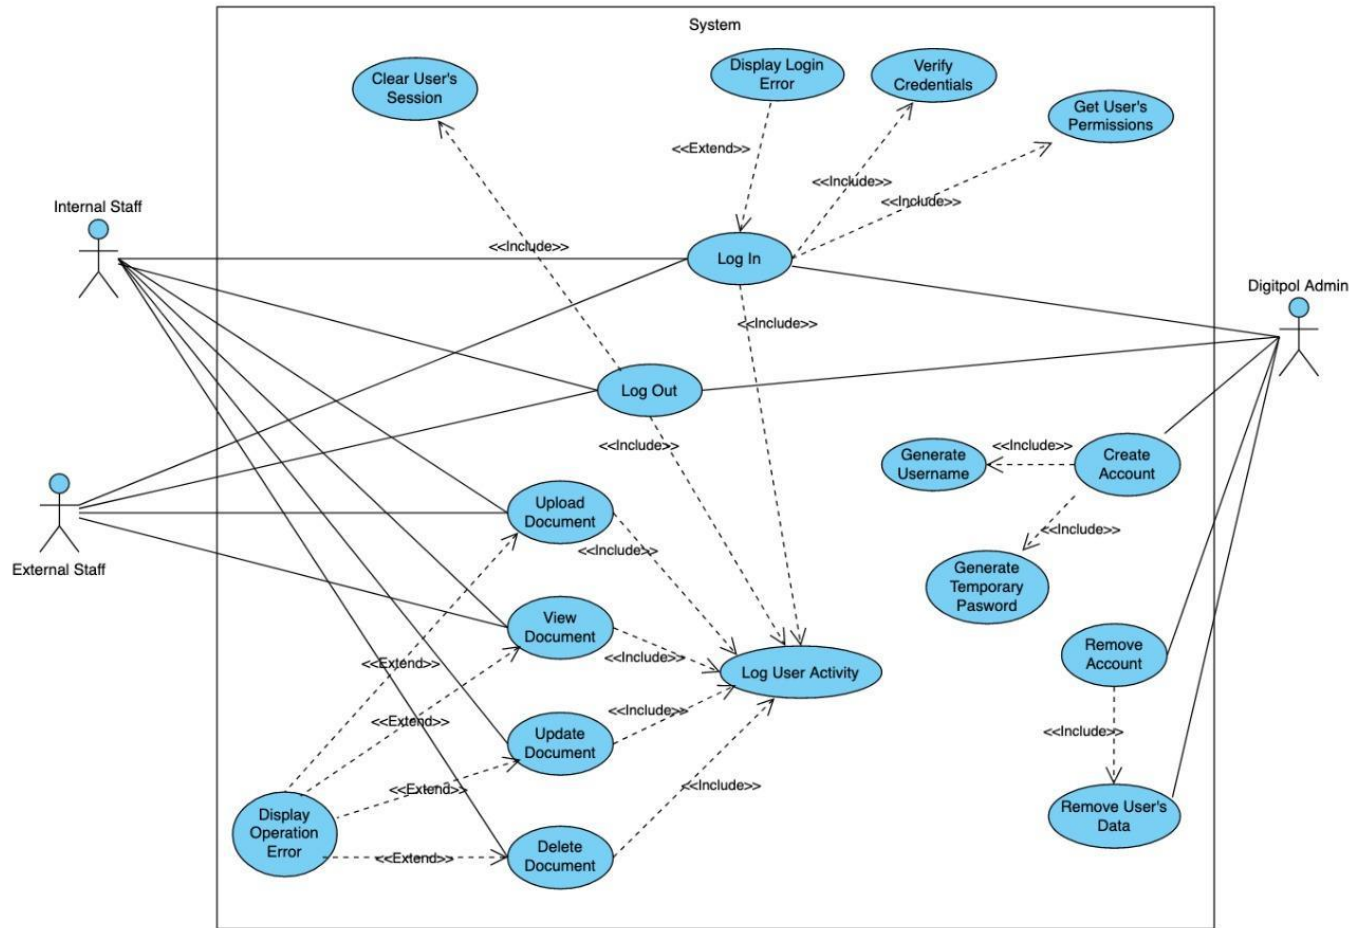 System
Clear User's
Session
Display Login
Error
Verify
Credentials
Get User's
Permissions
<<Extend>>
<<Include>>
<<Include>>
Internal Staff
<<Include>>
Log In
Digitpol Admin
<<Include>>
Log Out
<<Include>>
Generate
Username
<<Include>>
Create
Account
External Staff
Upload
Document
<<Include>>
<<Include>>
Generate
Temporary
Pasword
View
Document
<<Include>>
<<Extend>>
Log User Activity
Remove
Account
<<Extend>>
<<Include>>
Update
Document
<<Include>>
<<Extend>>
<<Include>>
Display
Operation
Error
<<Extend>>
Delete
Document
Remove User's
Data